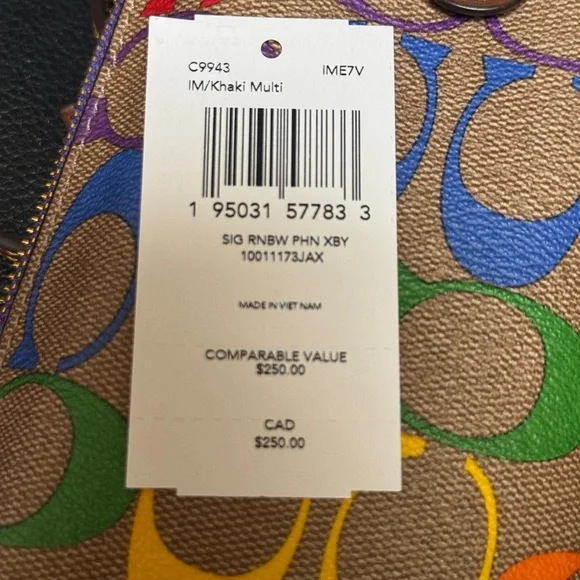 C9943 IME7V
IM/Khaki Multi
1 95031 57783 3
SIG RNBW PHN XBY
10011173JAX
MADE IN VIET NAM
COMPARABLE VALUE
$250.00
CAD
$250.00